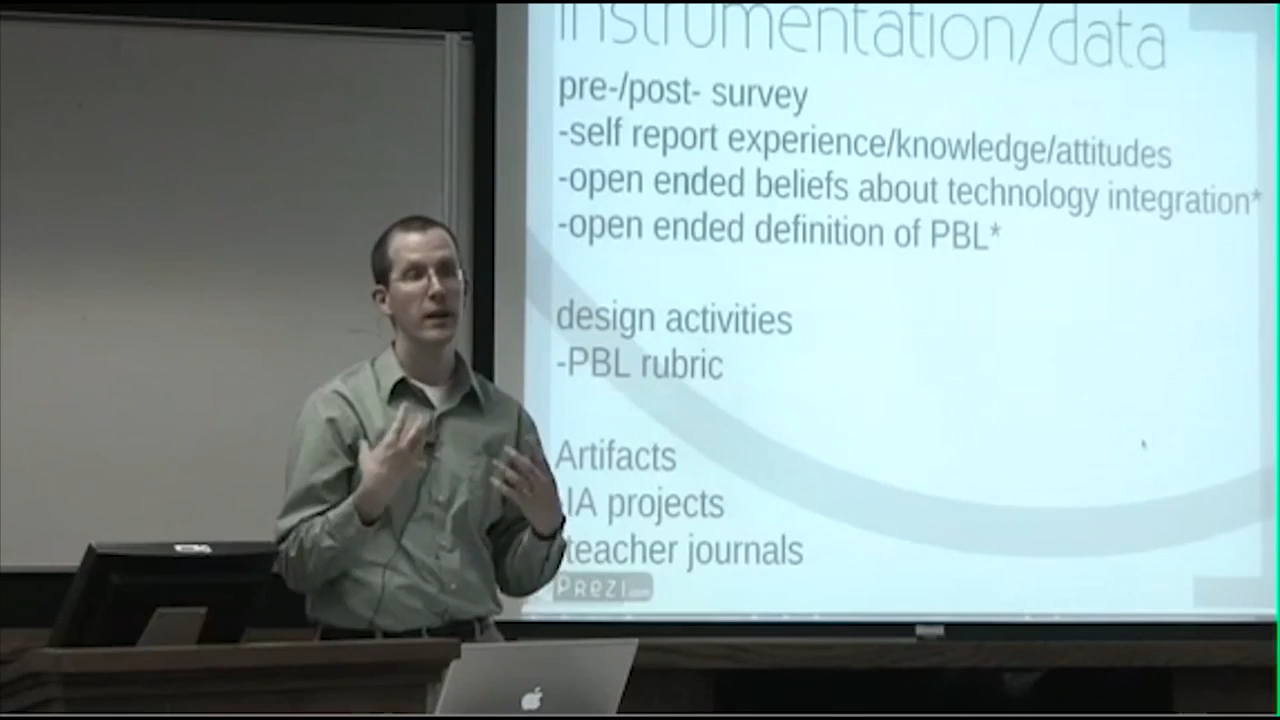 instrumentation/data
pre-/post- survey
-self report experience/knowledge/attitudes
-open ended beliefs about technology integration*
-open ended definition of PBL*
design activities
-PBL rubric
Artifacts
-IA projects
-teacher journals
Prezi.com